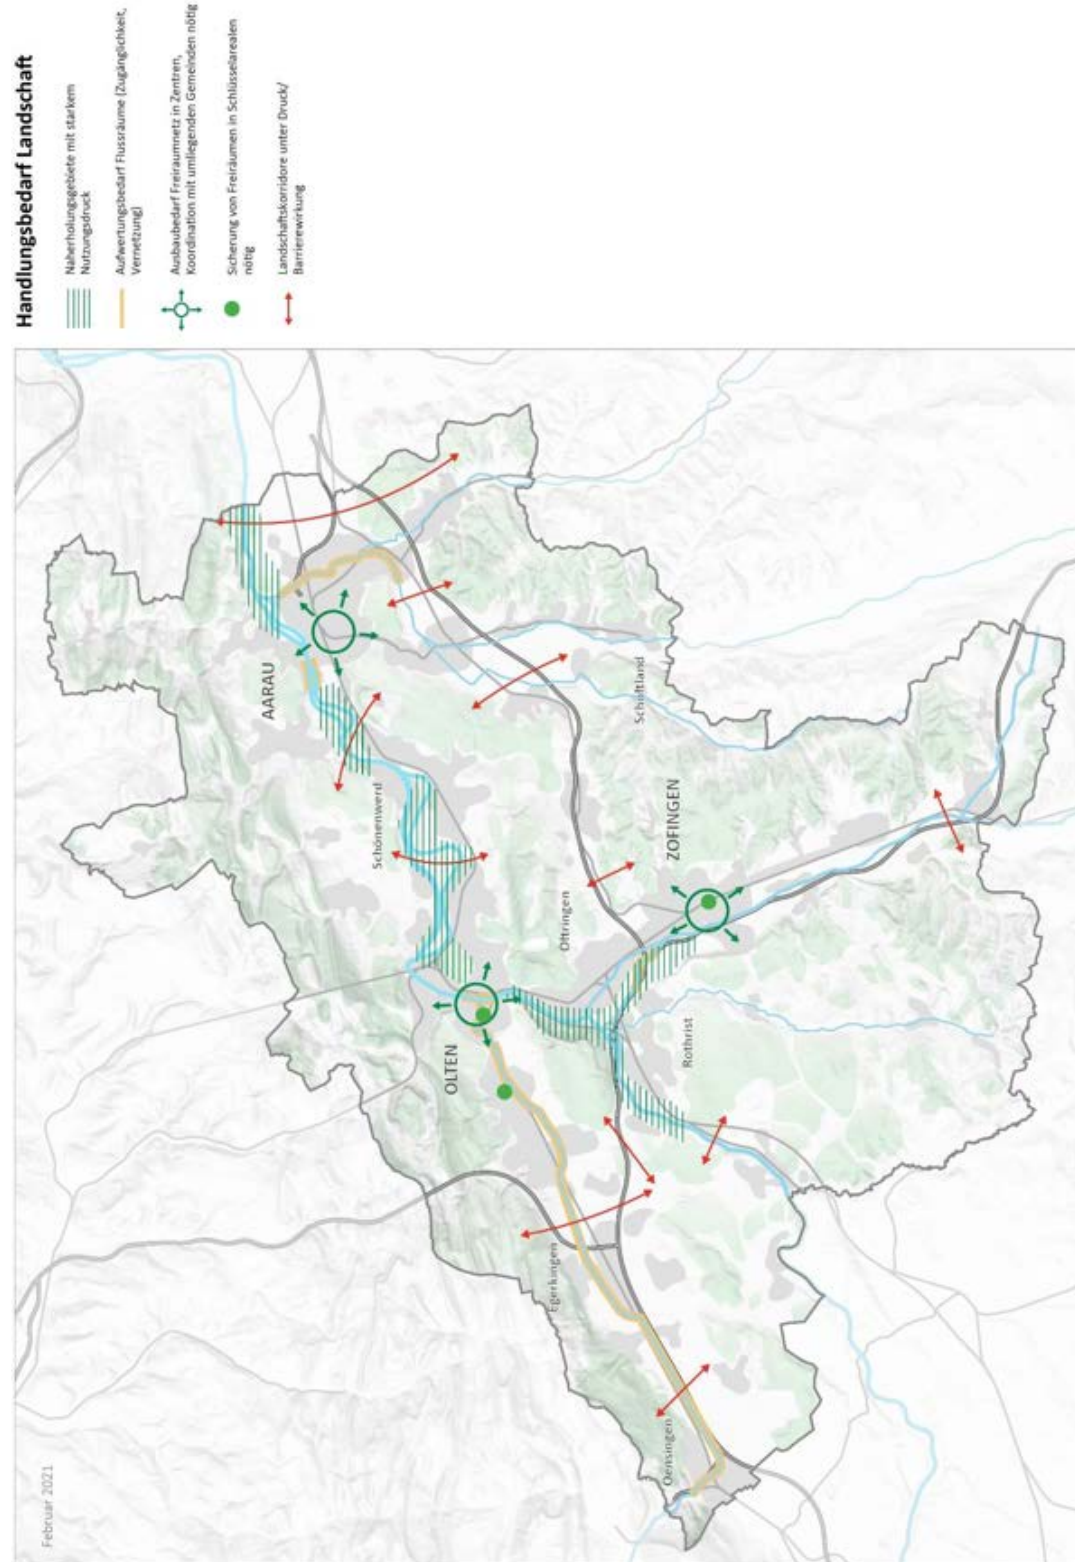 Handlungsbedarf Landschaft
Naherholungsgebiete mit starkem
Nutzungsdruck
Aufwertungsbedarf Flussräume (Zugänglichkeit,
Vernetzung)
Ausbaubedarf Freiraumnetz in Zentren,
Koordination mit umliegenden Gemeinden nötig
Sicherung von Freiräumen in Schlüsselarealen
nötig
Landschaftskorridore unter Druck/
Barrierewirkung
Februar 2021
AARAU
Schönenwerd
OLTEN
Oftringen
ZOFINGEN
Schöftland
Rothrist
Egerkingen
Oensingen